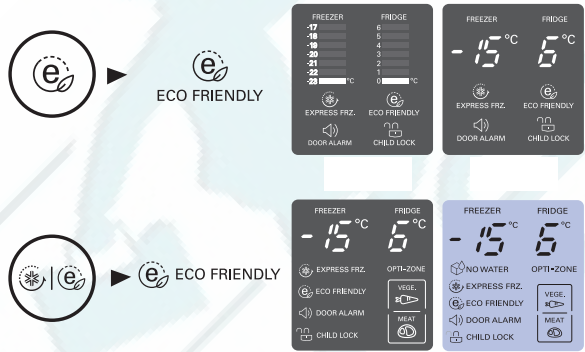 e
ECO FRIENDLY
FREEZER FRIDGE
-17 6
-18 5
-19 4
-20 3
-21 2
-22 1
-23 °C 0 °C
EXPRESS FRZ. ECO FRIENDLY
DOOR ALARM CHILD LOCK
FREEZER FRIDGE
-15 °C 6 °C
EXPRESS FRZ. ECO FRIENDLY
DOOR ALARM CHILD LOCK
e
ECO FRIENDLY
FREEZER FRIDGE
-15 °C 6 °C
EXPRESS FRZ. OPTI-ZONE
ECO FRIENDLY VEGE.
DOOR ALARM MEAT
CHILD LOCK
FREEZER FRIDGE
-15 °C 6 °C
NO WATER OPTI-ZONE
EXPRESS FRZ. VEGE.
ECO FRIENDLY
DOOR ALARM MEAT
CHILD LOCK